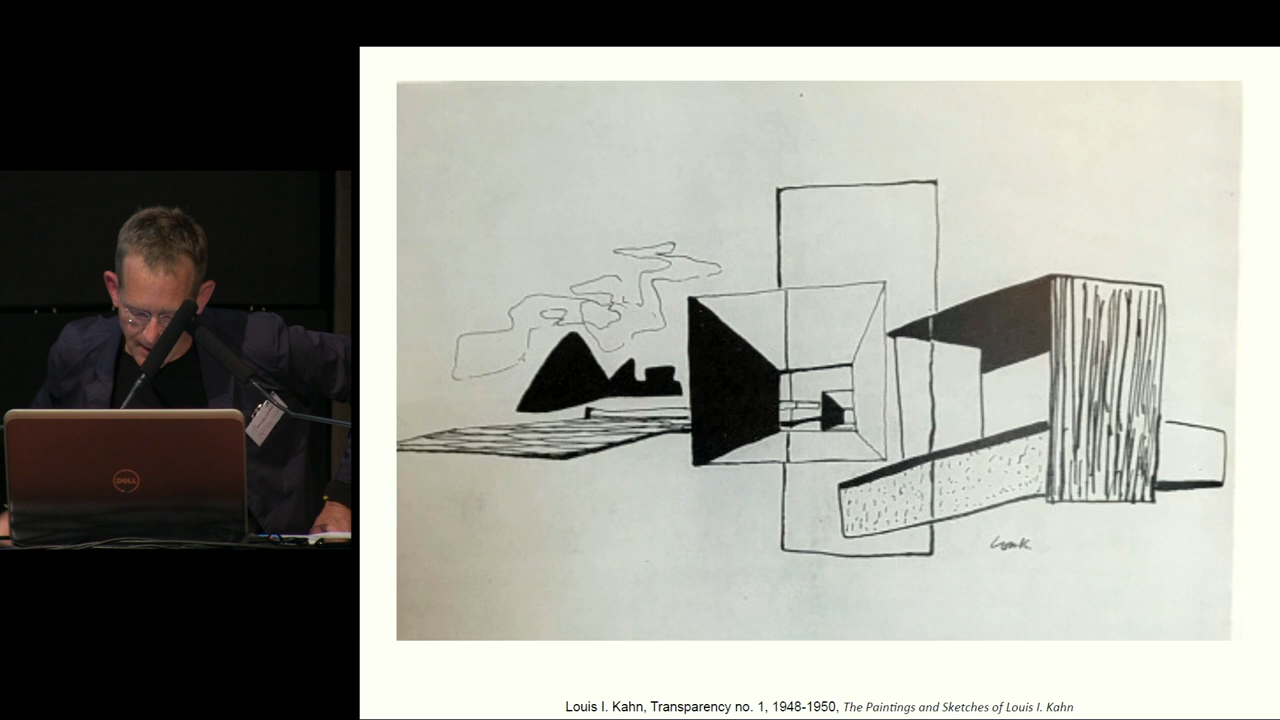 DELL
Louis I. Kahn, Transparency no. 1, 1948-1950, The Paintings and Sketches of Louis I. Kahn